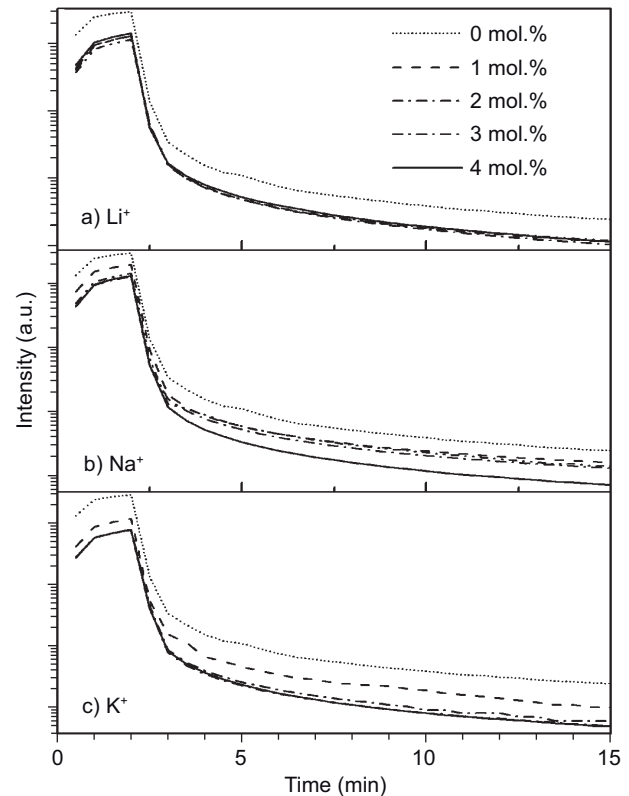 0 mol.%
1 mol.%
2 mol.%
3 mol.%
4 mol.%
a) Li⁺
b) Na⁺
c) K⁺
Intensity (a.u.)
0 5 10 15
Time (min)